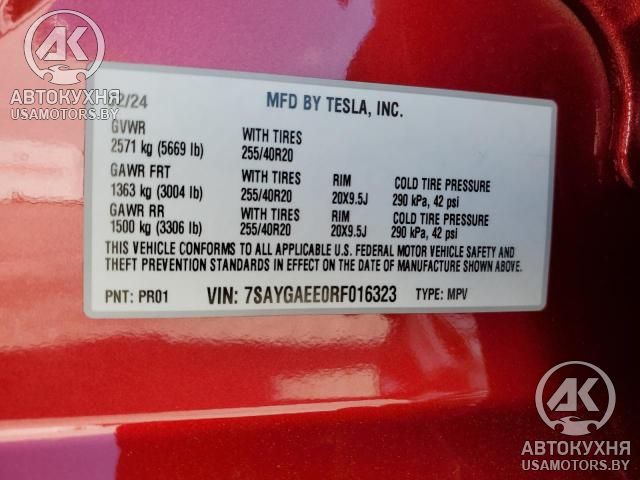 АК
АВТОКУХНЯ
USAMOTORS.BY
2/24 MFD BY TESLA, INC.
GVWR WITH TIRES
2571 kg (5669 lb) 255/40R20
GAWR FRT WITH TIRES RIM COLD TIRE PRESSURE
1363 kg (3004 lb) 255/40R20 20X9.5J 290 kPa, 42 psi
GAWR RR WITH TIRES RIM COLD TIRE PRESSURE
1500 kg (3306 lb) 255/40R20 20X9.5J 290 kPa, 42 psi
THIS VEHICLE CONFORMS TO ALL APPLICABLE U.S. FEDERAL MOTOR VEHICLE SAFETY AND
THEFT PREVENTION STANDARDS IN EFFECT ON THE DATE OF MANUFACTURE SHOWN ABOVE.
PNT: PR01 VIN: 7SAYGAEE0RF016323 TYPE: MPV
АК
АВТОКУХНЯ
USAMOTORS.BY